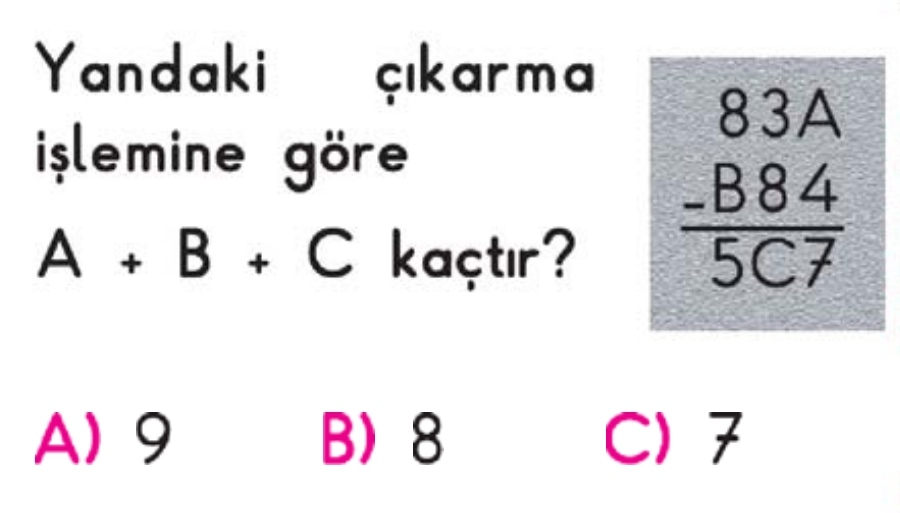 Yandaki çıkarma
işlemine göre
A + B + C kaçtır?
83A
-B84
5C7
A) 9 B) 8 C) 7